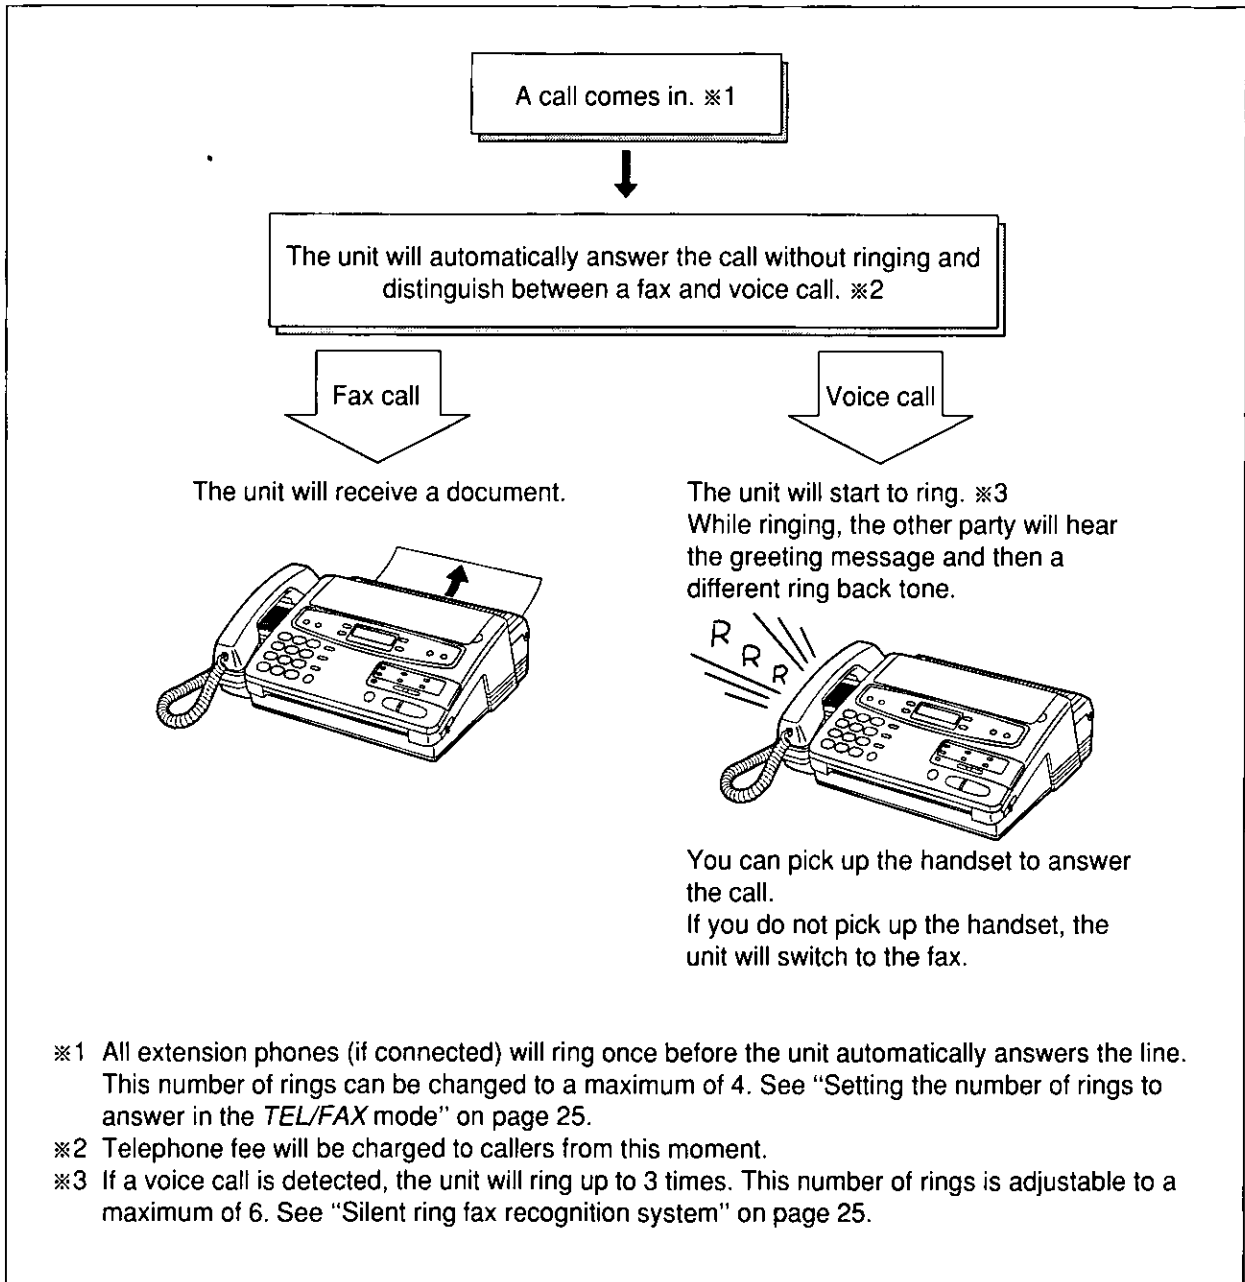 A call comes in. ※1
The unit will automatically answer the call without ringing and
distinguish between a fax and voice call. ※2
Fax call
Voice call
The unit will receive a document.
The unit will start to ring. ※3
While ringing, the other party will hear
the greeting message and then a
different ring back tone.
R R R
You can pick up the handset to answer
the call.
If you do not pick up the handset, the
unit will switch to the fax.
※1 All extension phones (if connected) will ring once before the unit automatically answers the line.
This number of rings can be changed to a maximum of 4. See “Setting the number of rings to
answer in the TEL/FAX mode” on page 25.
※2 Telephone fee will be charged to callers from this moment.
※3 If a voice call is detected, the unit will ring up to 3 times. This number of rings is adjustable to a
maximum of 6. See “Silent ring fax recognition system” on page 25.